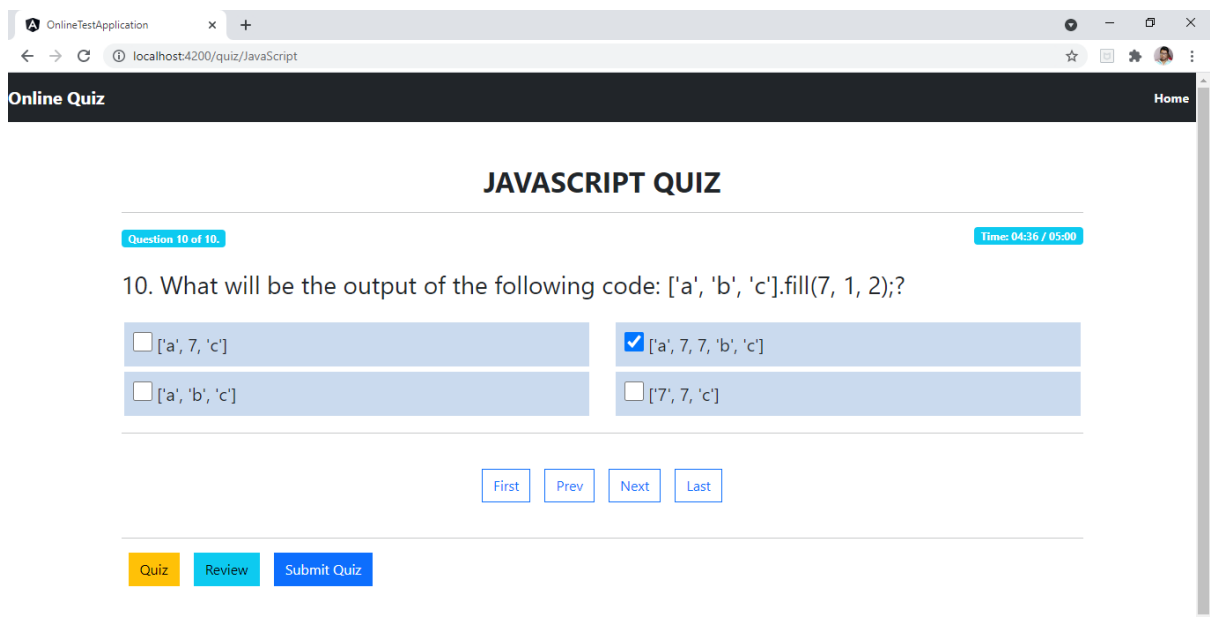 OnlineTestApplication
localhost:4200/quiz/JavaScript
Online Quiz Home
JAVASCRIPT QUIZ
Question 10 of 10. Time: 04:36 / 05:00
10. What will be the output of the following code: ['a', 'b', 'c'].fill(7, 1, 2);?
['a', 7, 'c'] ['a', 7, 7, 'b', 'c']
['a', 'b', 'c'] ['7', 7, 'c']
First Prev Next Last
Quiz Review Submit Quiz